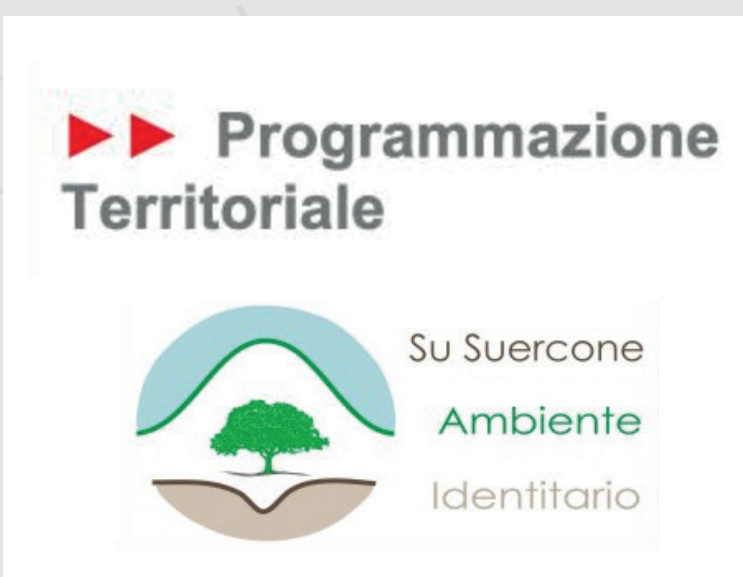 Programmazione
Territoriale
Su Suercone
Ambiente
Identitario